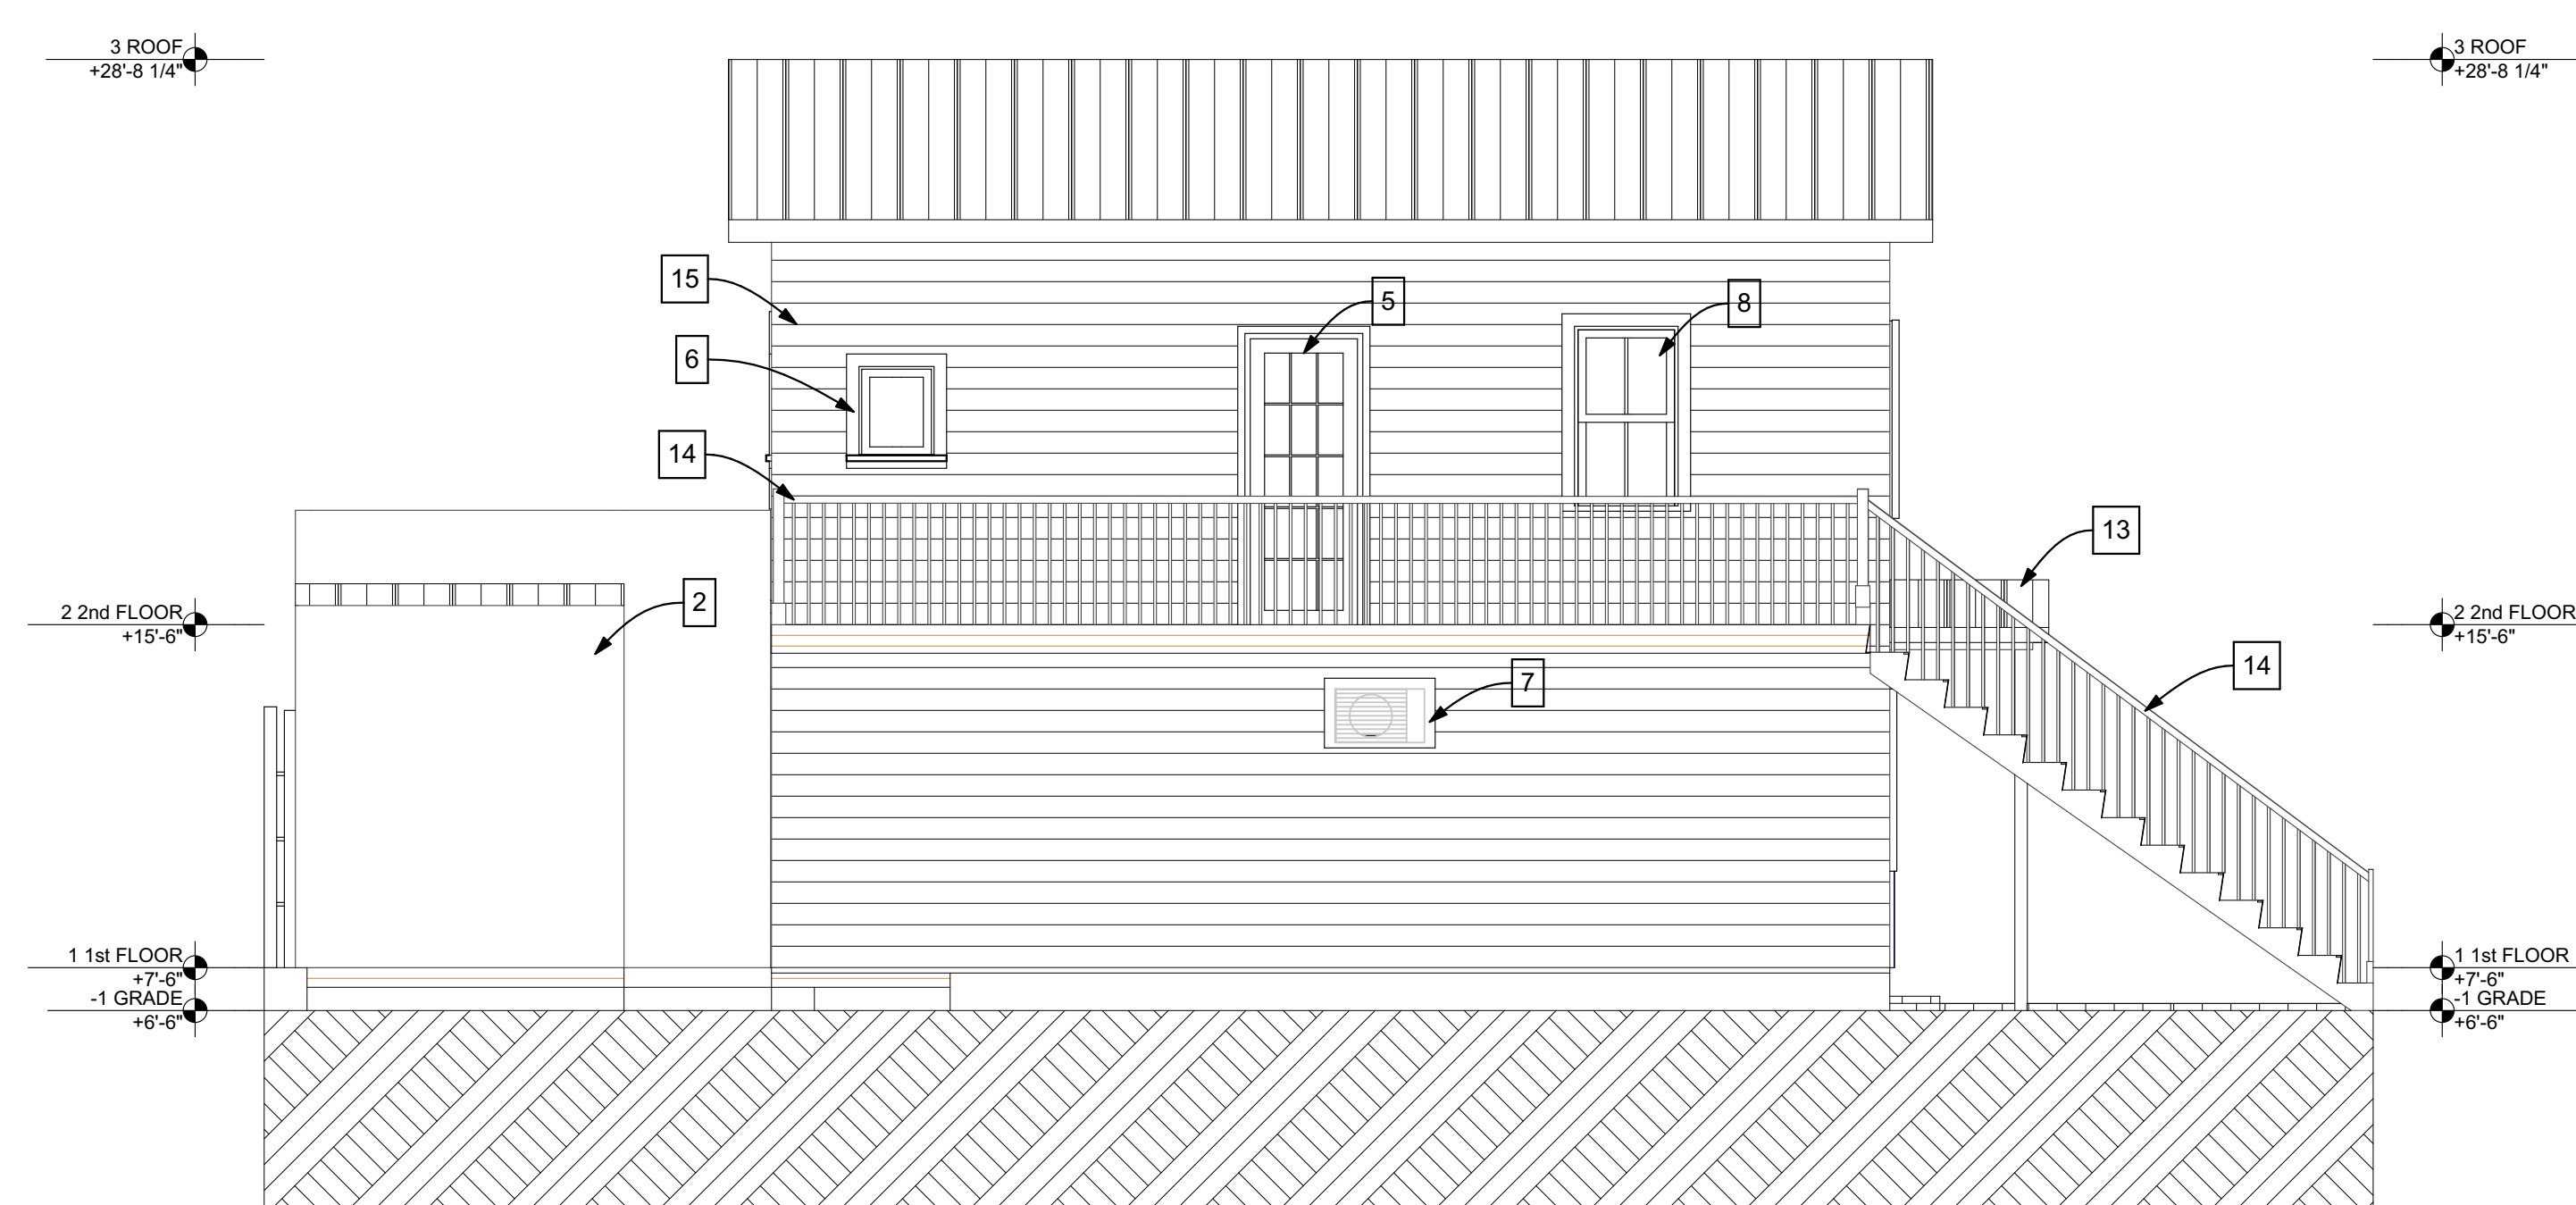 3 ROOF
+28'-8 1/4"
3 ROOF
+28'-8 1/4"
15
5
8
6
14
13
2
2 2nd FLOOR
+15'-6"
2 2nd FLOOR
+15'-6"
7
14
1 1st FLOOR
+7'-6"
-1 GRADE
+6'-6"
1 1st FLOOR
+7'-6"
-1 GRADE
+6'-6"